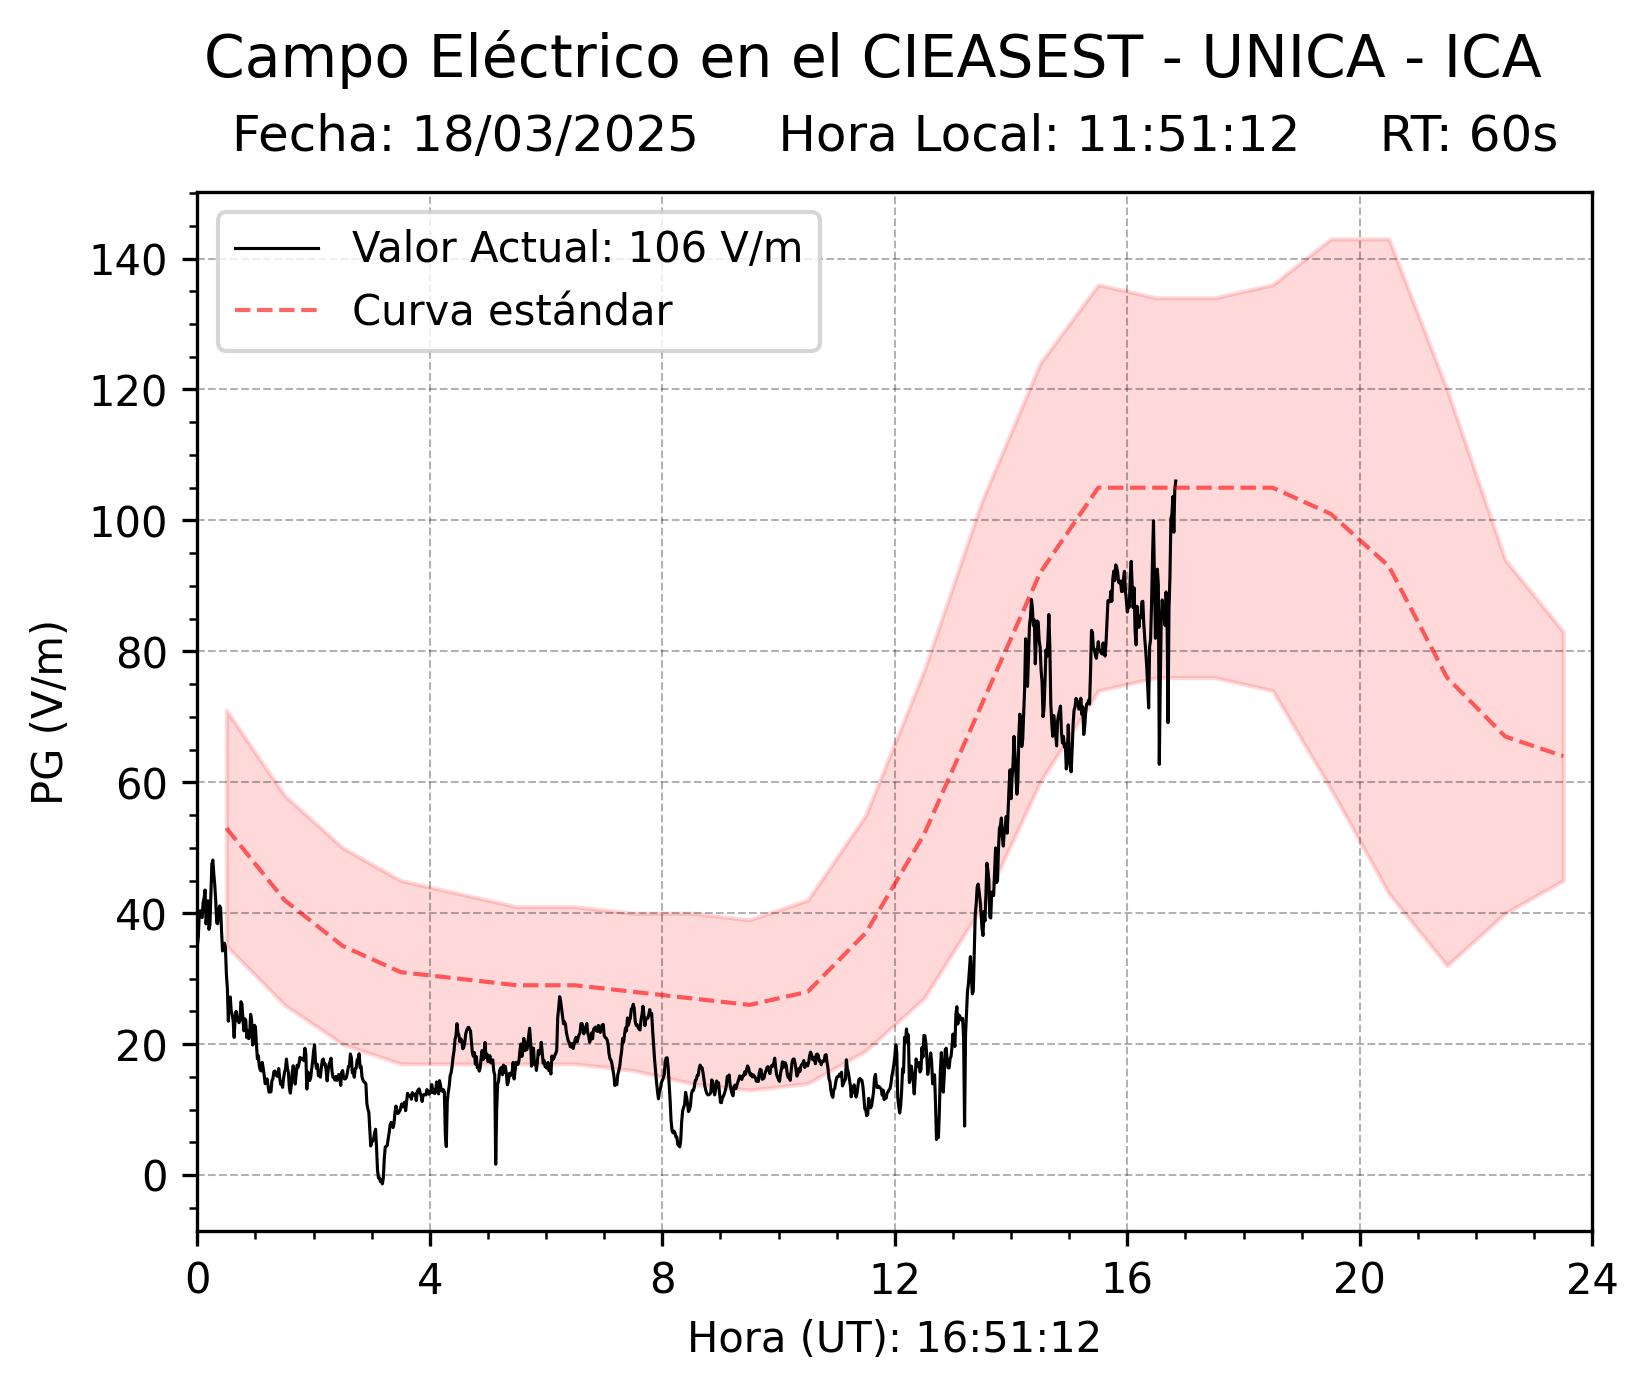 Campo Eléctrico en el CIEASEST - UNICA - ICA
Fecha: 18/03/2025 Hora Local: 11:51:12 RT: 60s
Valor Actual: 106 V/m
Curva estándar
140
120
100
80
60
40
20
0
PG (V/m)
0 4 8 12 16 20 24
Hora (UT): 16:51:12